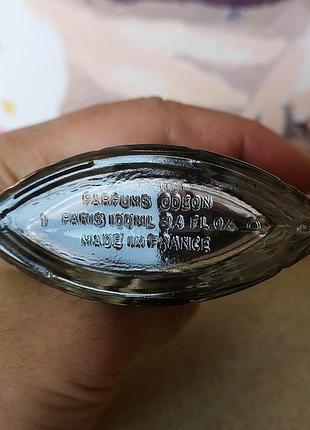 PARFUMS ODEON
PARIS 100ML 3.4 FL OZ
MADE IN FRANCE